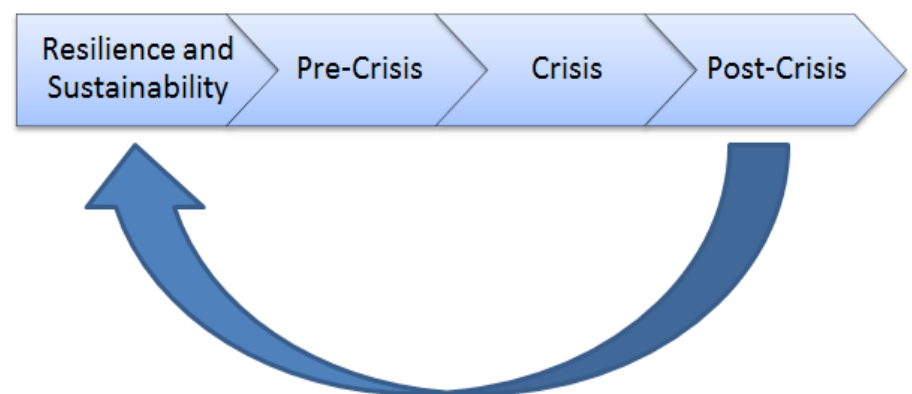 Resilience and
Sustainability
Pre-Crisis
Crisis
Post-Crisis